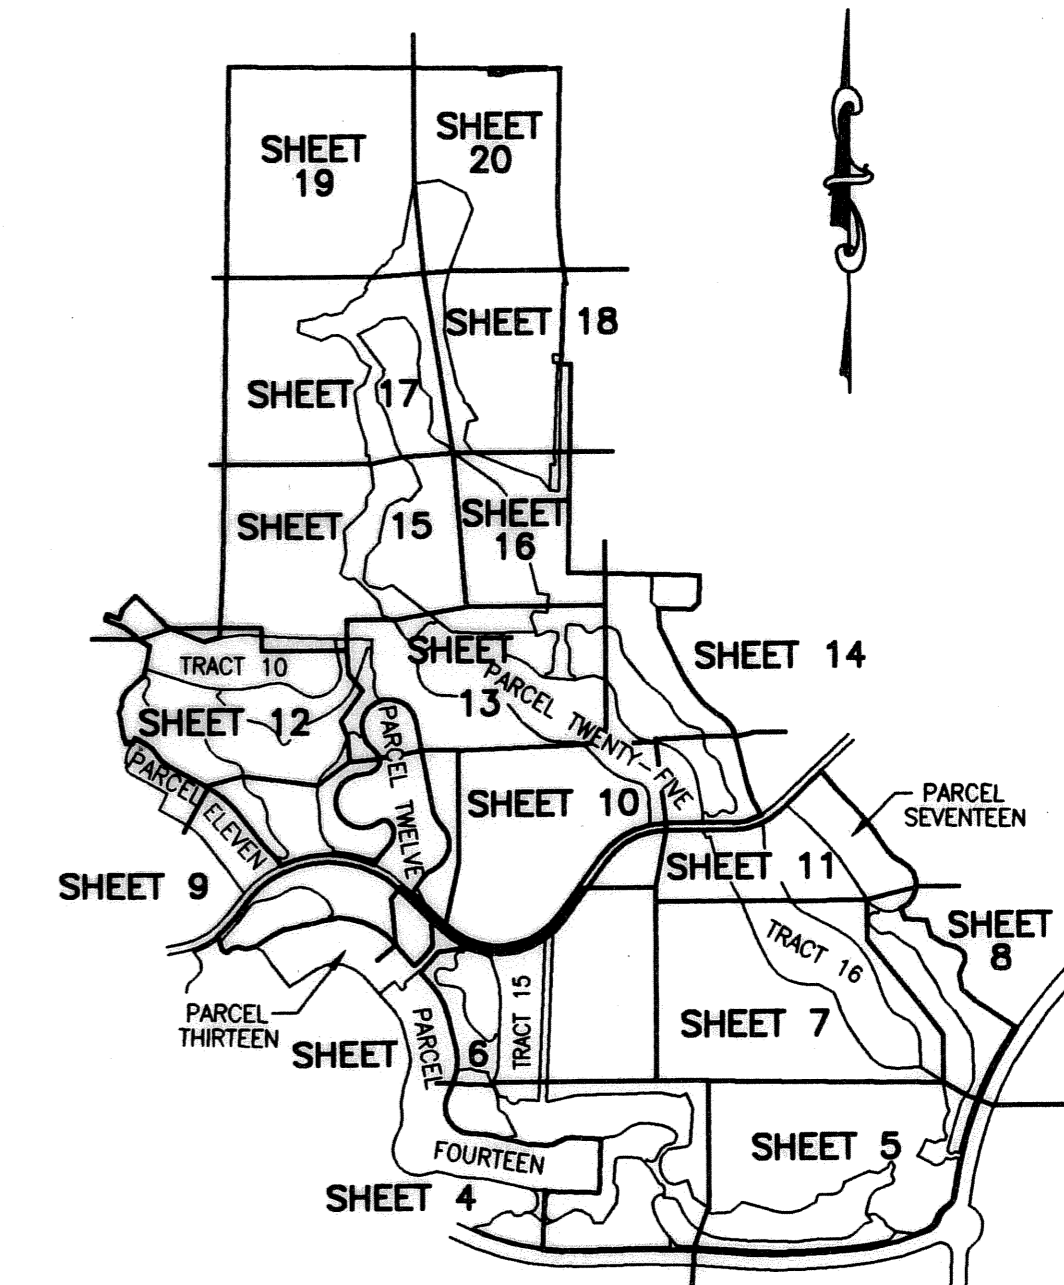 SHEET
20
SHEET
19
SHEET 18
SHEET 17
SHEET 15
SHEET
16
SHEET
13
SHEET 14
TRACT 10
SHEET 12
PARCEL TWENTY-FIVE
PARCEL TWELVE
PARCEL ELEVEN
SHEET 10
PARCEL
SEVENTEEN
SHEET 11
SHEET 9
SHEET
8
TRACT 16
TRACT 15
PARCEL
THIRTEEN
SHEET 7
SHEET 6
PARCEL
FOURTEEN
SHEET 5
SHEET 4